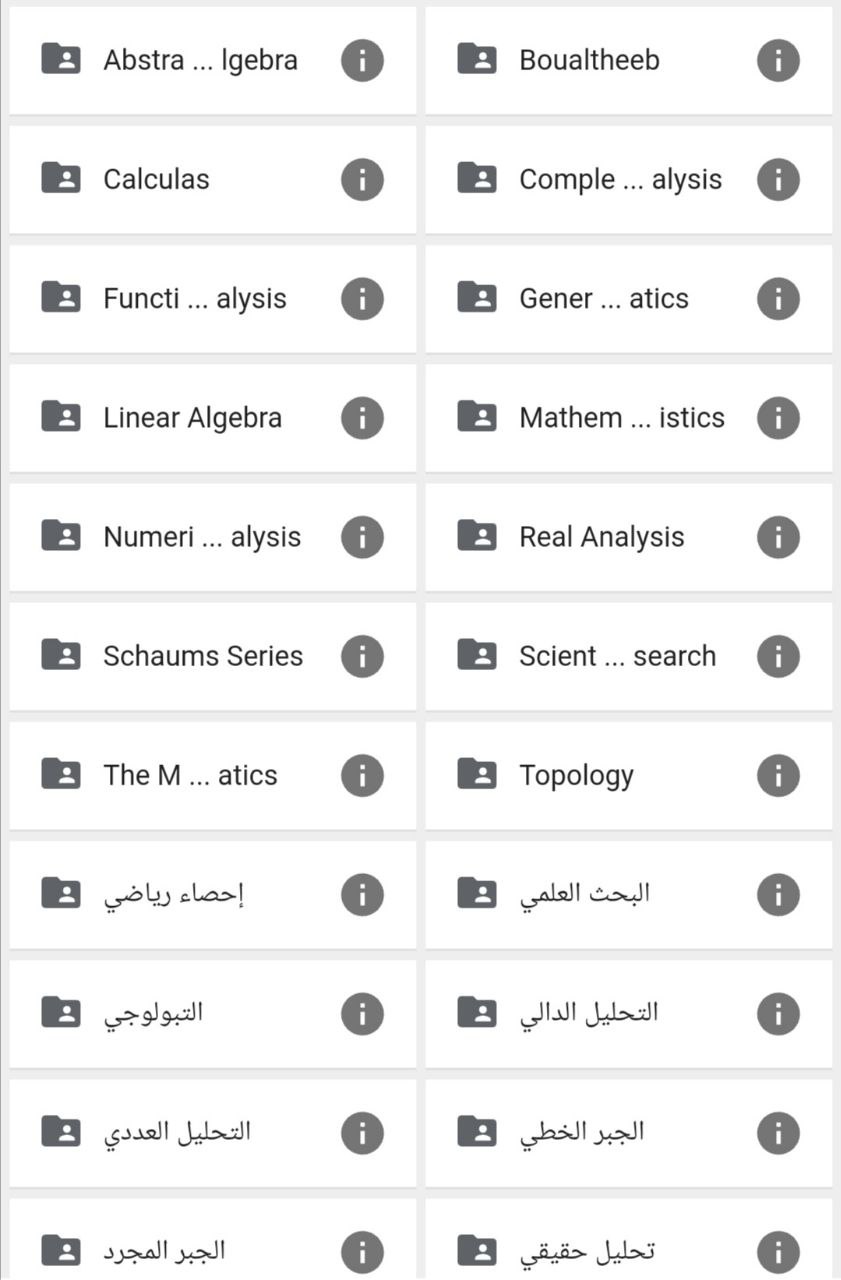 Abstra ... lgebra
Boualtheeb
Calculas
Comple ... alysis
Functi ... alysis
Gener ... atics
Linear Algebra
Mathem ... istics
Numeri ... alysis
Real Analysis
Schaums Series
Scient ... search
The M ... atics
Topology
إحصاء رياضي
البحث العلمي
التبولوجي
التحليل الدالي
التحليل العددي
الجبر الخطي
الجبر المجرد
تحليل حقيقي